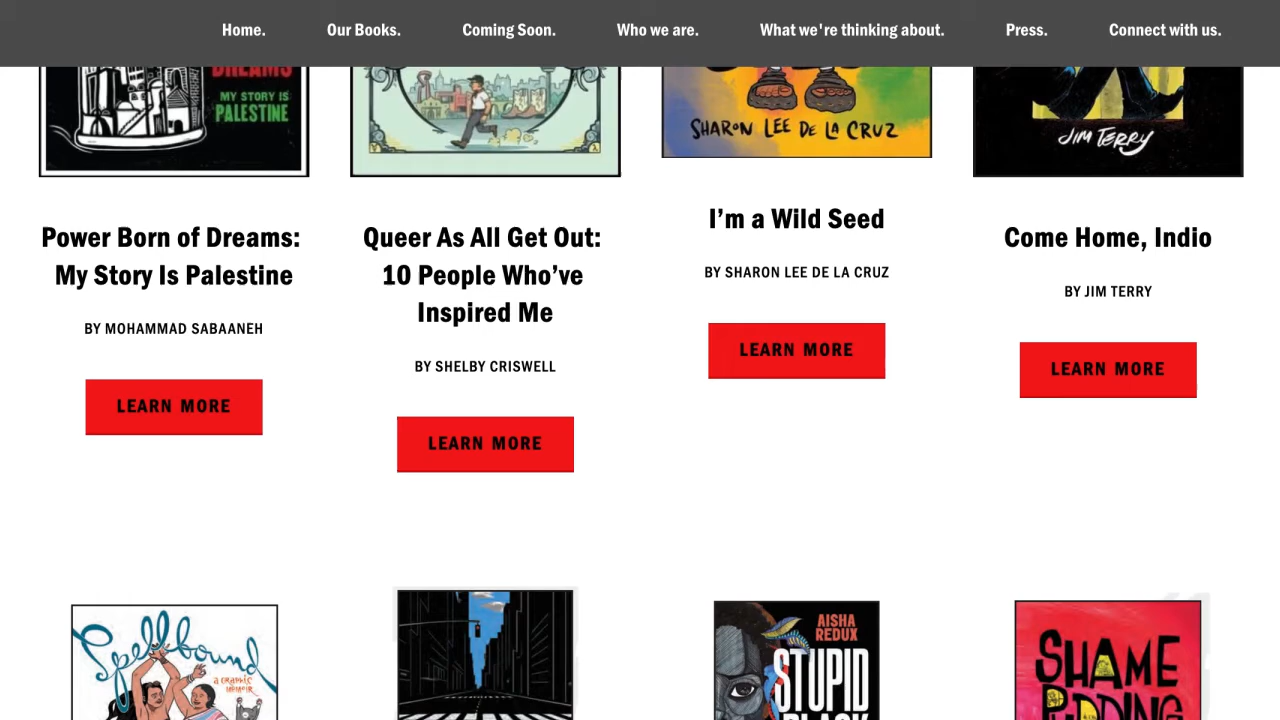 Home.
Our Books.
Coming Soon.
Who we are.
What we're thinking about.
Press.
Connect with us.
DREAMS
MY STORY IS
PALESTINE
SHARON LEE DE LA CRUZ
JIM TERRY
Power Born of Dreams:
My Story Is Palestine
BY MOHAMMAD SABAANEH
LEARN MORE
Queer As All Get Out:
10 People Who’ve
Inspired Me
BY SHELBY CRISWELL
LEARN MORE
I’m a Wild Seed
BY SHARON LEE DE LA CRUZ
LEARN MORE
Come Home, Indio
BY JIM TERRY
LEARN MORE
Spellbound
a GRAPHIC
MEMOIR
AISHA
REDUX
STUPID
BLACK
SHAME
PUDDING